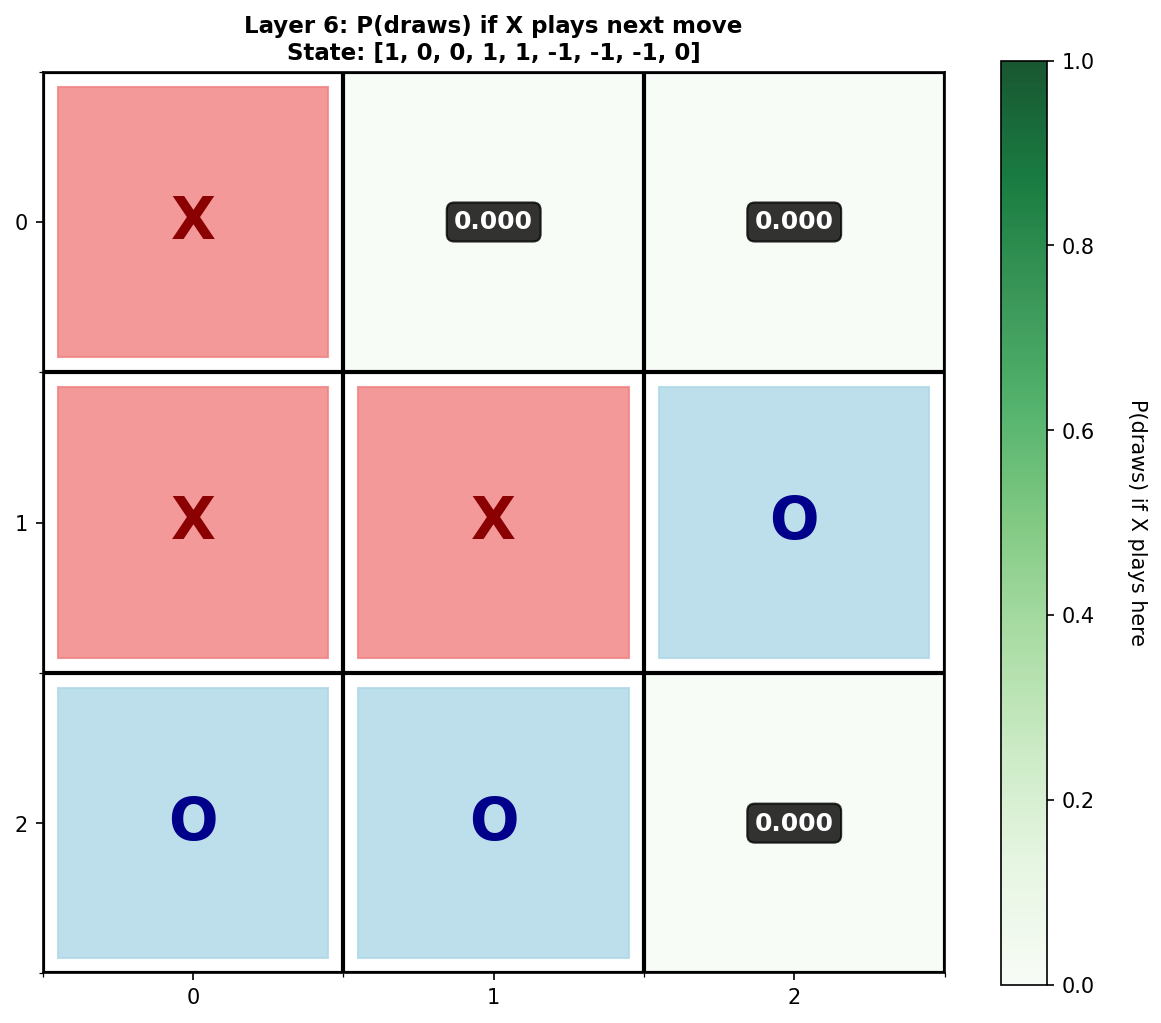 Layer 6: P(draws) if X plays next move
State: [1, 0, 0, 1, 1, -1, -1, -1, 0]
X
0.000
0.000
X
X
O
O
O
0.000
0
1
2
0
1
2
1.0
0.8
0.6
0.4
0.2
0.0
P(draws) if X plays here